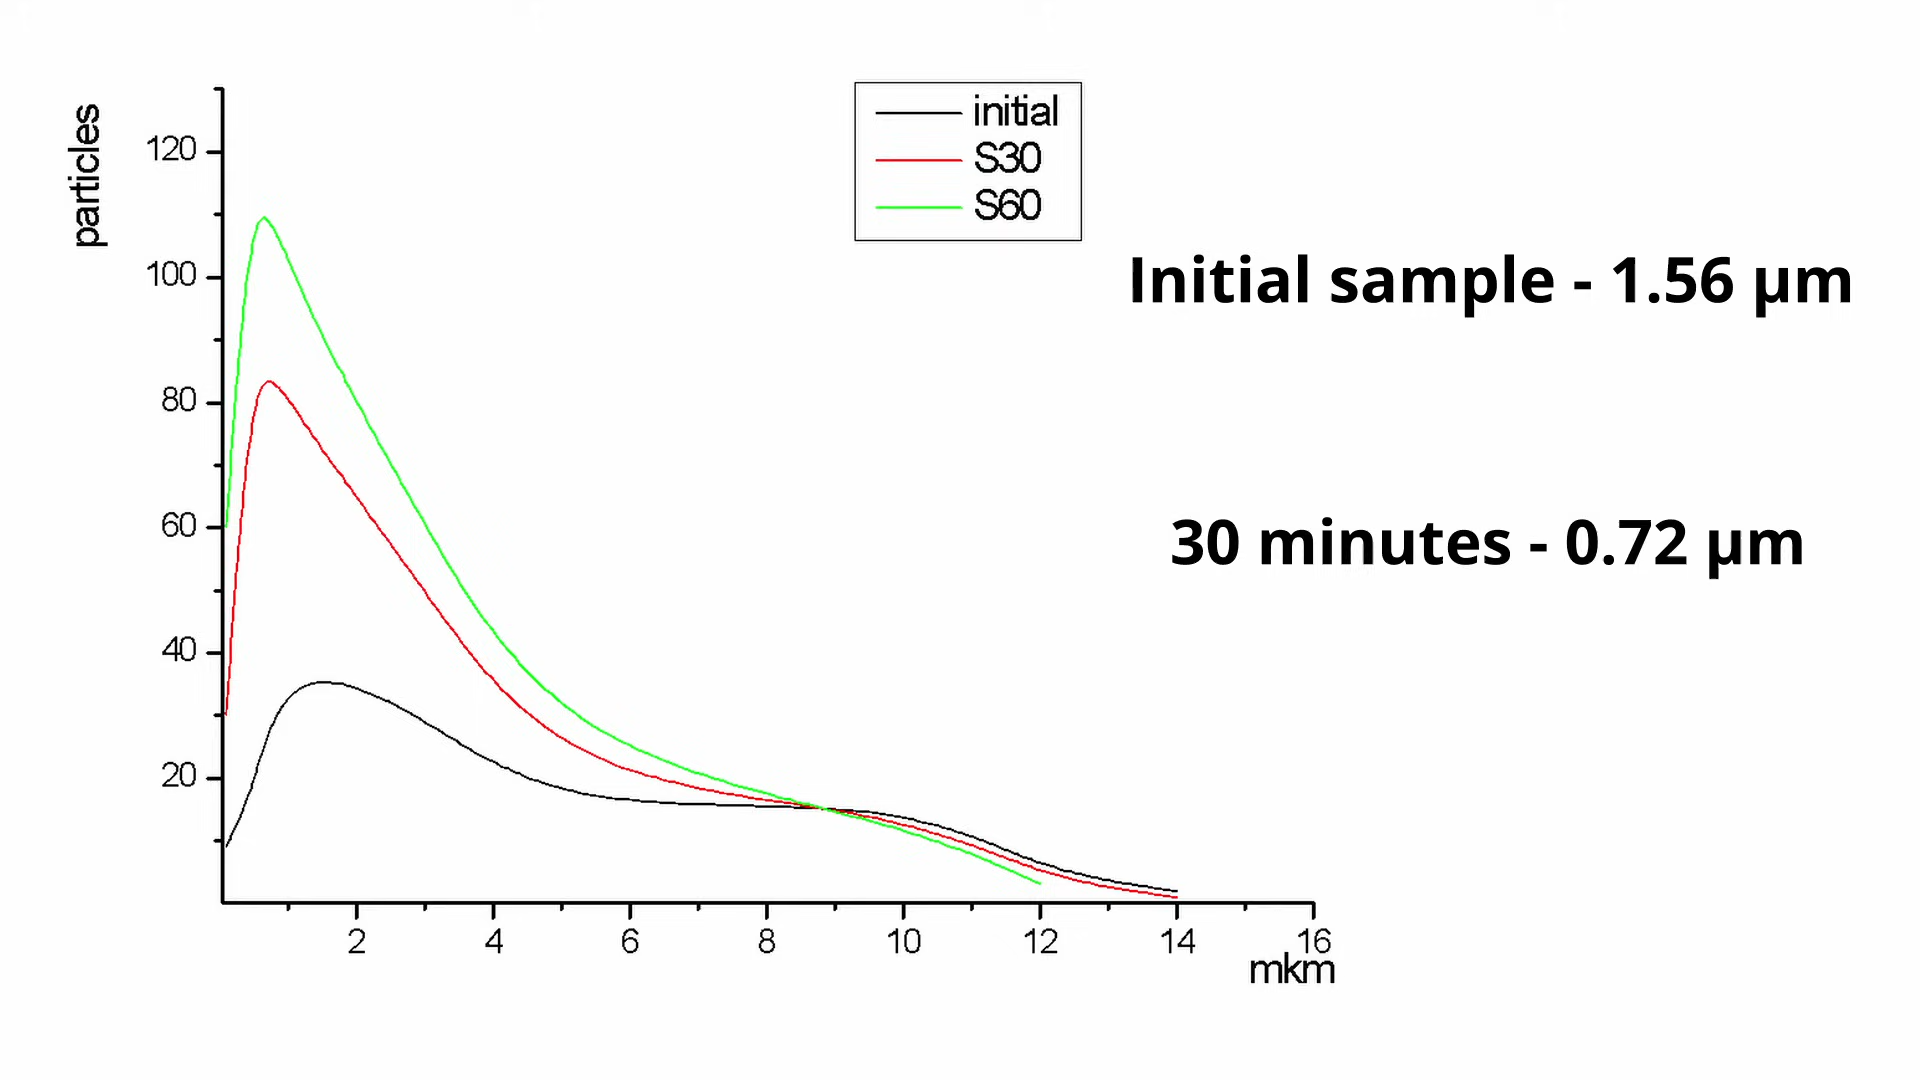 particles
120
100
80
60
40
20
2 4 6 8 10 12 14 16
mkm
initial
S30
S60
Initial sample - 1.56 μm
30 minutes - 0.72 μm